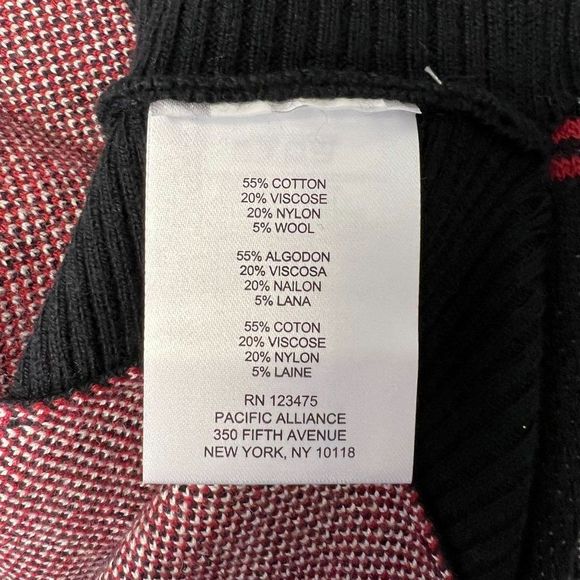 55% COTTON
20% VISCOSE
20% NYLON
5% WOOL
55% ALGODON
20% VISCOSA
20% NAILON
5% LANA
55% COTON
20% VISCOSE
20% NYLON
5% LAINE
RN 123475
PACIFIC ALLIANCE
350 FIFTH AVENUE
NEW YORK, NY 10118